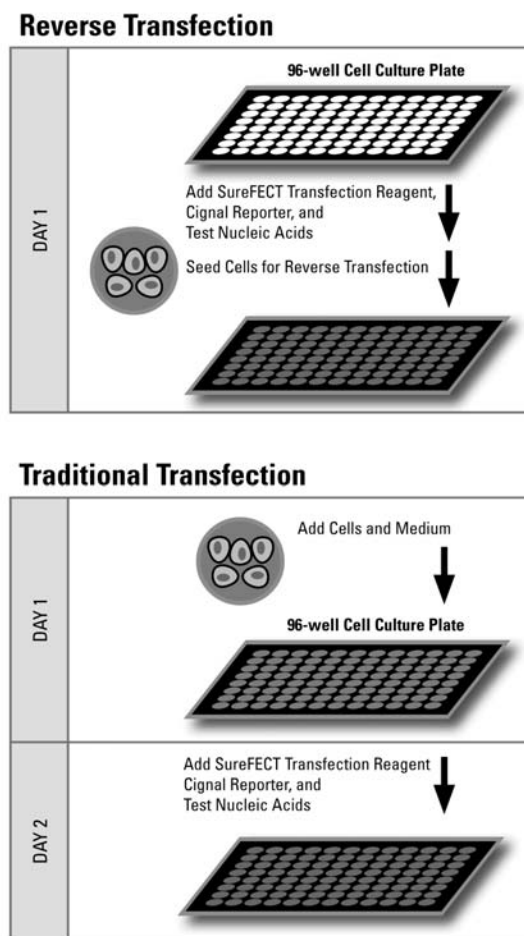 Reverse Transfection
DAY 1
96-well Cell Culture Plate
Add SureFECT Transfection Reagent,
Cignal Reporter, and
Test Nucleic Acids
Seed Cells for Reverse Transfection
Traditional Transfection
DAY 1
Add Cells and Medium
96-well Cell Culture Plate
DAY 2
Add SureFECT Transfection Reagent
Cignal Reporter, and
Test Nucleic Acids